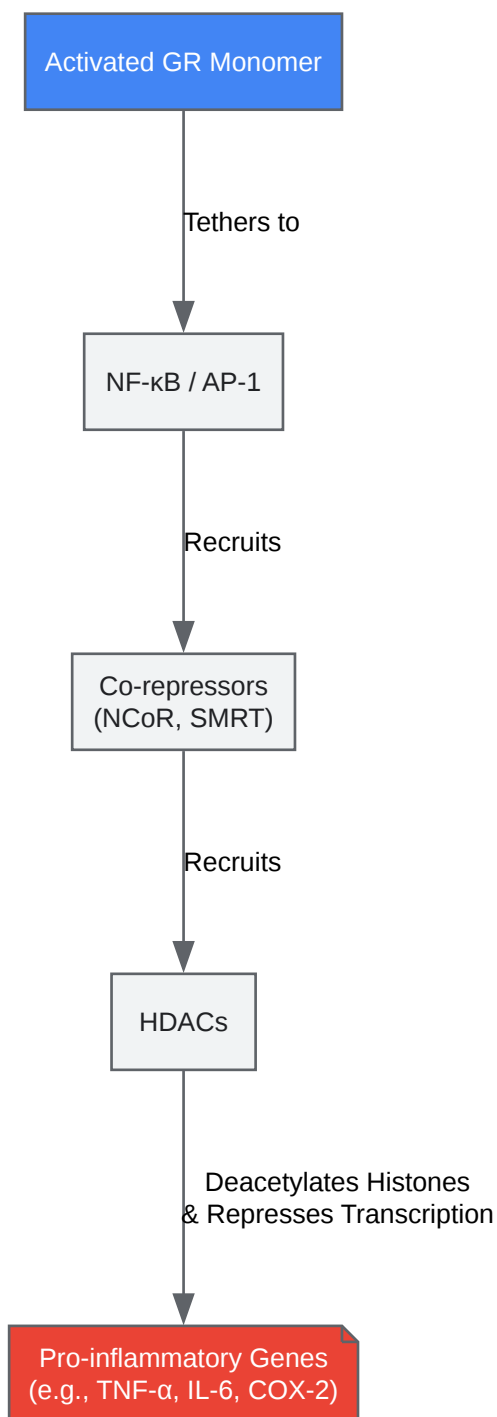 Activated GR Monomer
Tethers to
NF-κB / AP-1
Recruits
Co-repressors
(NCoR, SMRT)
Recruits
HDACs
Deacetylates Histones
& Represses Transcription
Pro-inflammatory Genes
(e.g., TNF-α, IL-6, COX-2)